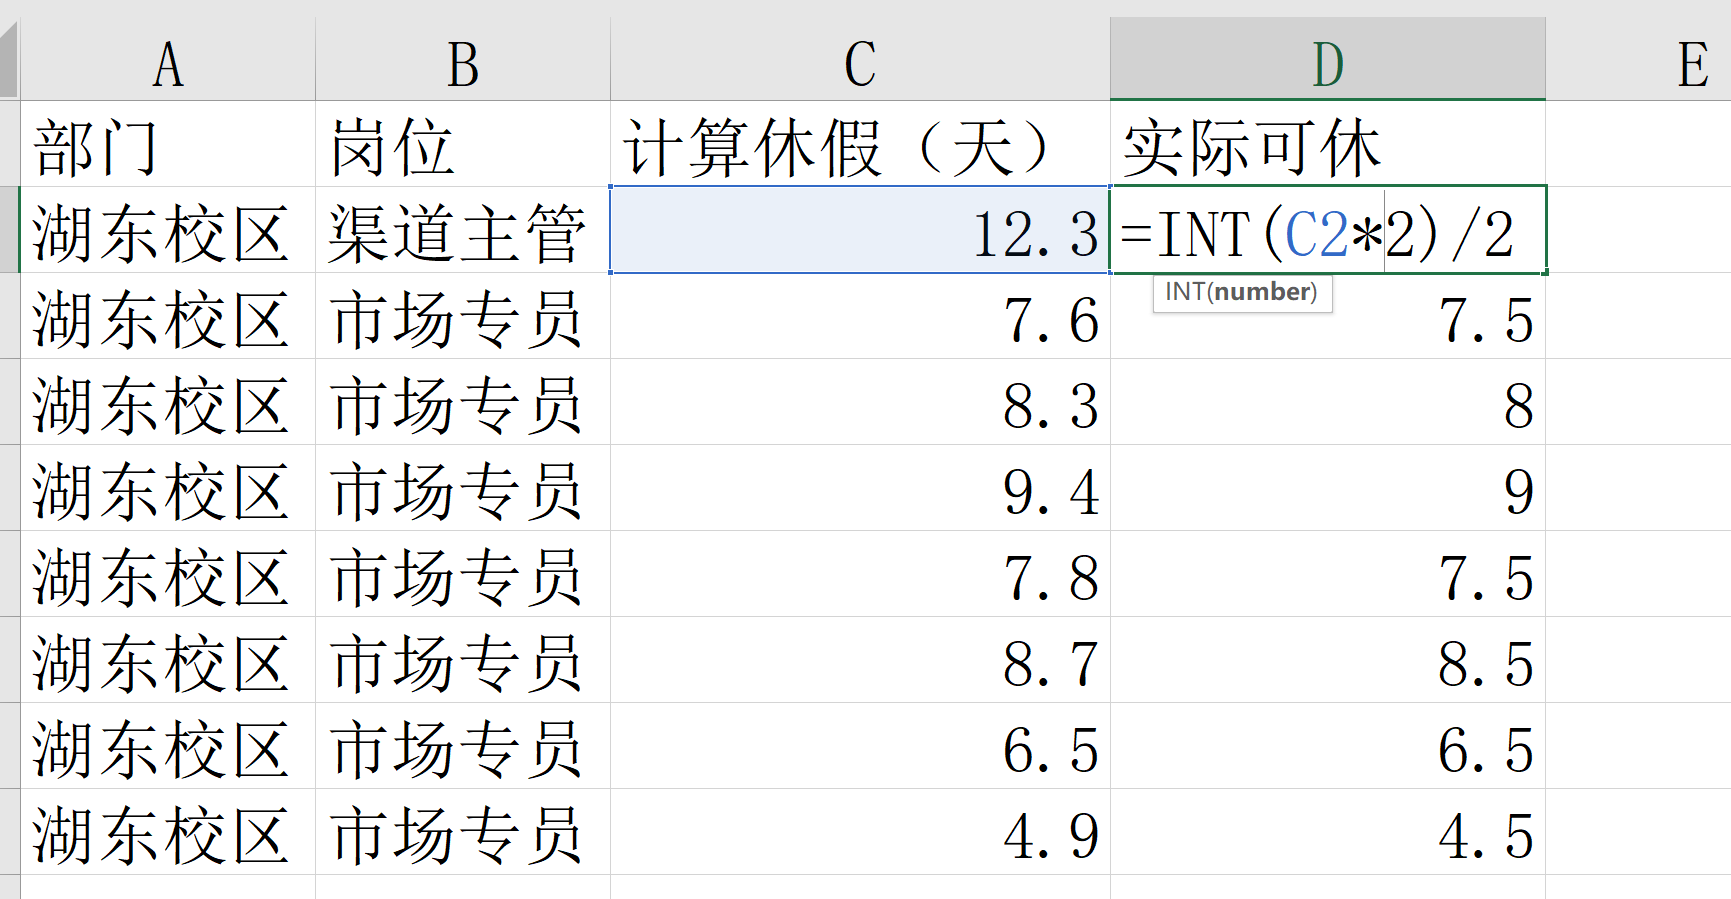 A B C D E
部门 岗位 计算休假（天） 实际可休
湖东校区 渠道主管 12.3 =INT(C2*2)/2
INT(number)
湖东校区 市场专员 7.6 7.5
湖东校区 市场专员 8.3 8
湖东校区 市场专员 9.4 9
湖东校区 市场专员 7.8 7.5
湖东校区 市场专员 8.7 8.5
湖东校区 市场专员 6.5 6.5
湖东校区 市场专员 4.9 4.5